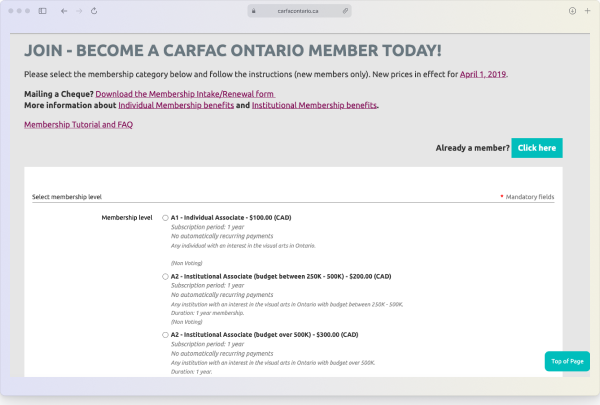 carfacontario.ca
JOIN - BECOME A CARFAC ONTARIO MEMBER TODAY!
Please select the membership category below and follow the instructions (new members only). New prices in effect for April 1, 2019.
Mailing a Cheque? Download the Membership Intake/Renewal form
More information about Individual Membership benefits and Institutional Membership benefits.
Membership Tutorial and FAQ
Already a member? Click here
Select membership level * Mandatory fields
Membership level A1 - Individual Associate - $100.00 (CAD)
Subscription period: 1 year
No automatically recurring payments
Any individual with an interest in the visual arts in Ontario.
(Non Voting)
A2 - Institutional Associate (budget between 250K - 500K) - $200.00 (CAD)
Subscription period: 1 year
No automatically recurring payments
Any institution with an interest in the visual arts in Ontario with budget between 250K - 500K.
Duration: 1 year membership.
(Non Voting)
A2 - Institutional Associate (budget over 500K) - $300.00 (CAD)
Subscription period: 1 year
No automatically recurring payments
Any institution with an interest in the visual arts in Ontario with budget over 500K.
Duration: 1 year.
Top of Page